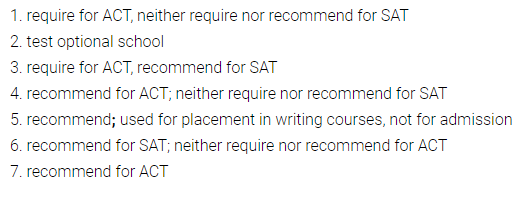 1. require for ACT, neither require nor recommend for SAT
2. test optional school
3. require for ACT, recommend for SAT
4. recommend for ACT; neither require nor recommend for SAT
5. recommend; used for placement in writing courses, not for admission
6. recommend for SAT; neither require nor recommend for ACT
7. recommend for ACT